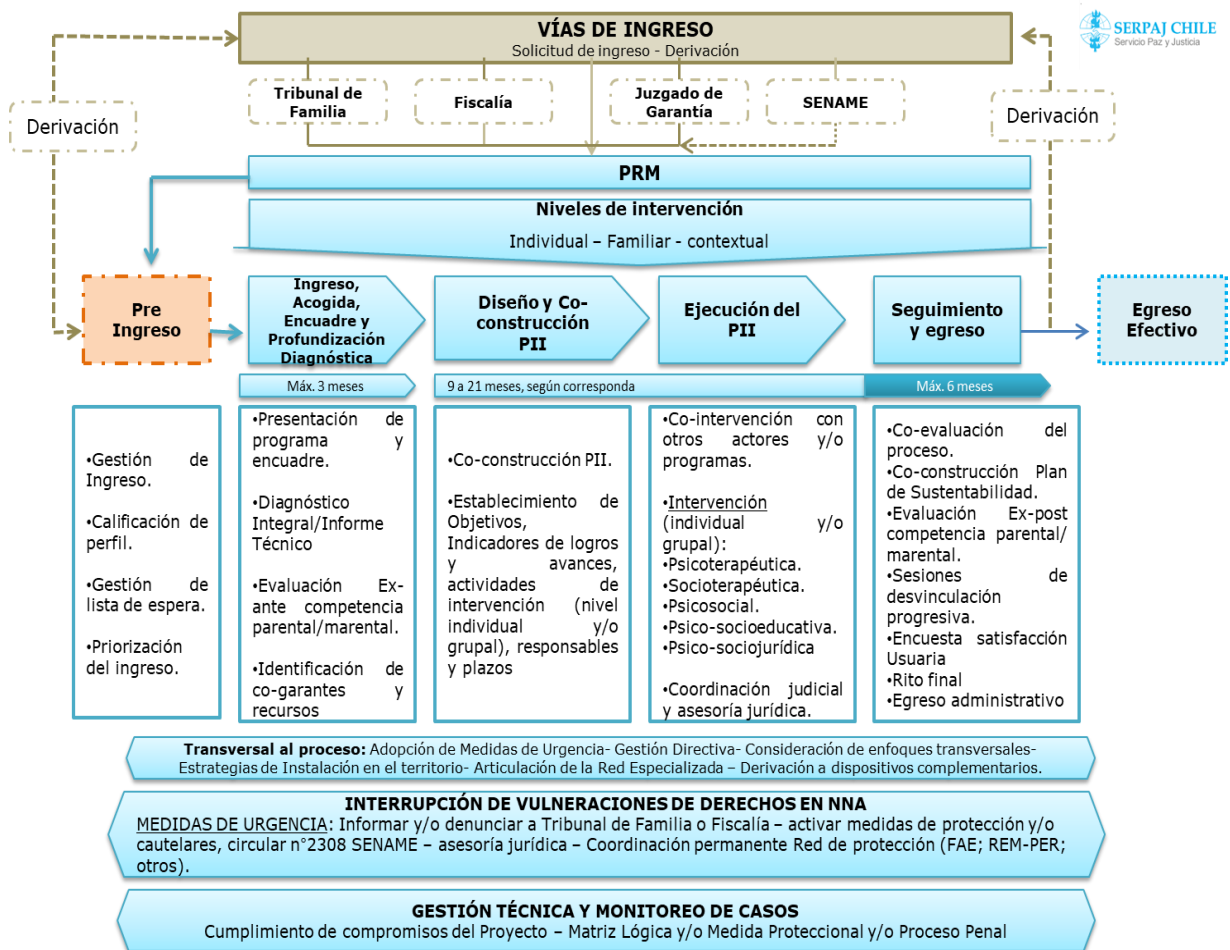 VÍAS DE INGRESO
Solicitud de ingreso - Derivación
SERPAJ CHILE
Servicio Paz y Justicia
Derivación
Tribunal de
Familia
Fiscalía
Juzgado de
Garantía
SENAME
Derivación
PRM
Niveles de intervención
Individual – Familiar - contextual
Pre
Ingreso
Ingreso,
Acogida,
Encuadre y
Profundización
Diagnóstica
Diseño y Co-
construcción
PII
Ejecución del
PII
Seguimiento
y egreso
Egreso
Efectivo
Máx. 3 meses
9 a 21 meses, según corresponda
Máx. 6 meses
•Gestión de
Ingreso.
•Calificación de
perfil.
•Gestión de
lista de espera.
•Priorización
del ingreso.
•Presentación de
programa y
encuadre.
•Diagnóstico
Integral/Informe
Técnico
•Evaluación Ex-
ante competencia
parental/marental.
•Identificación de
co-garantes y
recursos
•Co-construcción PII.
•Establecimiento de
Objetivos,
Indicadores de logros
y avances,
actividades de
intervención (nivel
individual y/o
grupal), responsables
y plazos
•Co-intervención con
otros actores y/o
programas.
•Intervención
(individual y/o
grupal):
•Psicoterapéutica.
•Socioterapéutica.
•Psicosocial.
•Psico-socioeducativa.
•Psico-sociojurídica
•Coordinación judicial
y asesoría jurídica.
•Co-evaluación del
proceso.
•Co-construcción Plan
de Sustentabilidad.
•Evaluación Ex-post
competencia parental/
marental.
•Sesiones de
desvinculación
progresiva.
•Encuesta satisfacción
Usuaria
•Rito final
•Egreso administrativo
Transversal al proceso: Adopción de Medidas de Urgencia- Gestión Directiva- Consideración de enfoques transversales-
Estrategias de Instalación en el territorio- Articulación de la Red Especializada – Derivación a dispositivos complementarios.
INTERRUPCIÓN DE VULNERACIONES DE DERECHOS EN NNA
MEDIDAS DE URGENCIA: Informar y/o denunciar a Tribunal de Familia o Fiscalía – activar medidas de protección y/o
cautelares, circular n°2308 SENAME – asesoría jurídica – Coordinación permanente Red de protección (FAE; REM-PER;
otros).
GESTIÓN TÉCNICA Y MONITOREO DE CASOS
Cumplimiento de compromisos del Proyecto – Matriz Lógica y/o Medida Proteccional y/o Proceso Penal